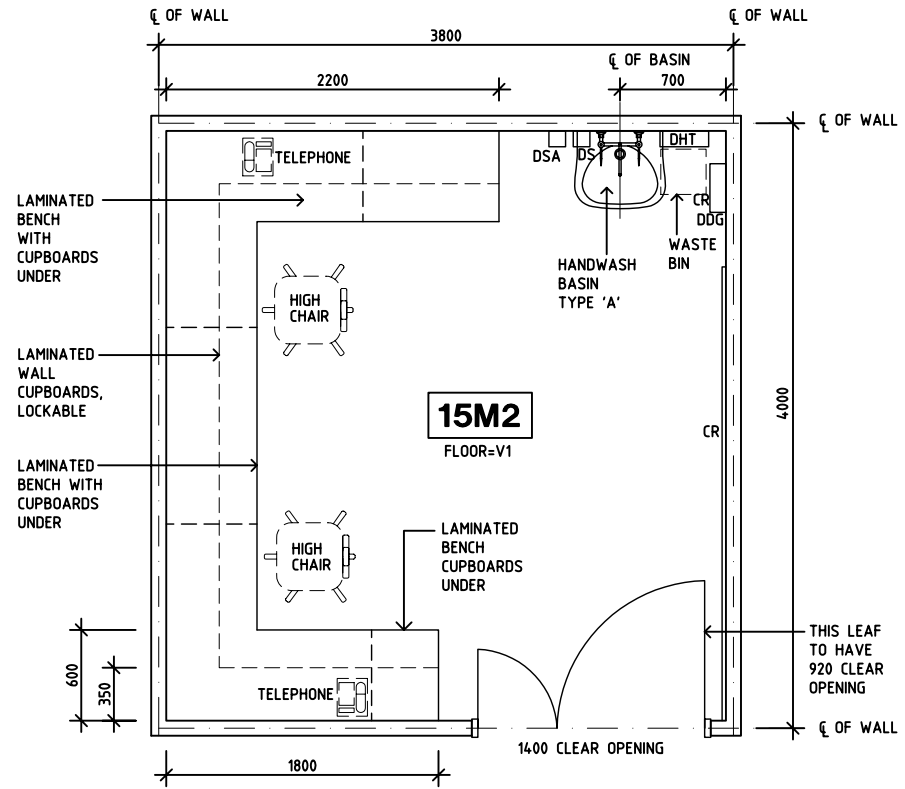 ℄ OF WALL
℄ OF WALL
3800
℄ OF BASIN
2200
700
℄ OF WALL
DHT
TELEPHONE
DSA
DS
LAMINATED
BENCH
WITH
CUPBOARDS
UNDER
CR
DDG
WASTE
BIN
HANDWASH
BASIN
TYPE 'A'
HIGH
CHAIR
LAMINATED
WALL
CUPBOARDS,
LOCKABLE
4000
15M2
FLOOR=V1
CR
LAMINATED
BENCH WITH
CUPBOARDS
UNDER
HIGH
CHAIR
LAMINATED
BENCH
CUPBOARDS
UNDER
THIS LEAF
TO HAVE
920 CLEAR
OPENING
600
350
TELEPHONE
℄ OF WALL
1400 CLEAR OPENING
1800